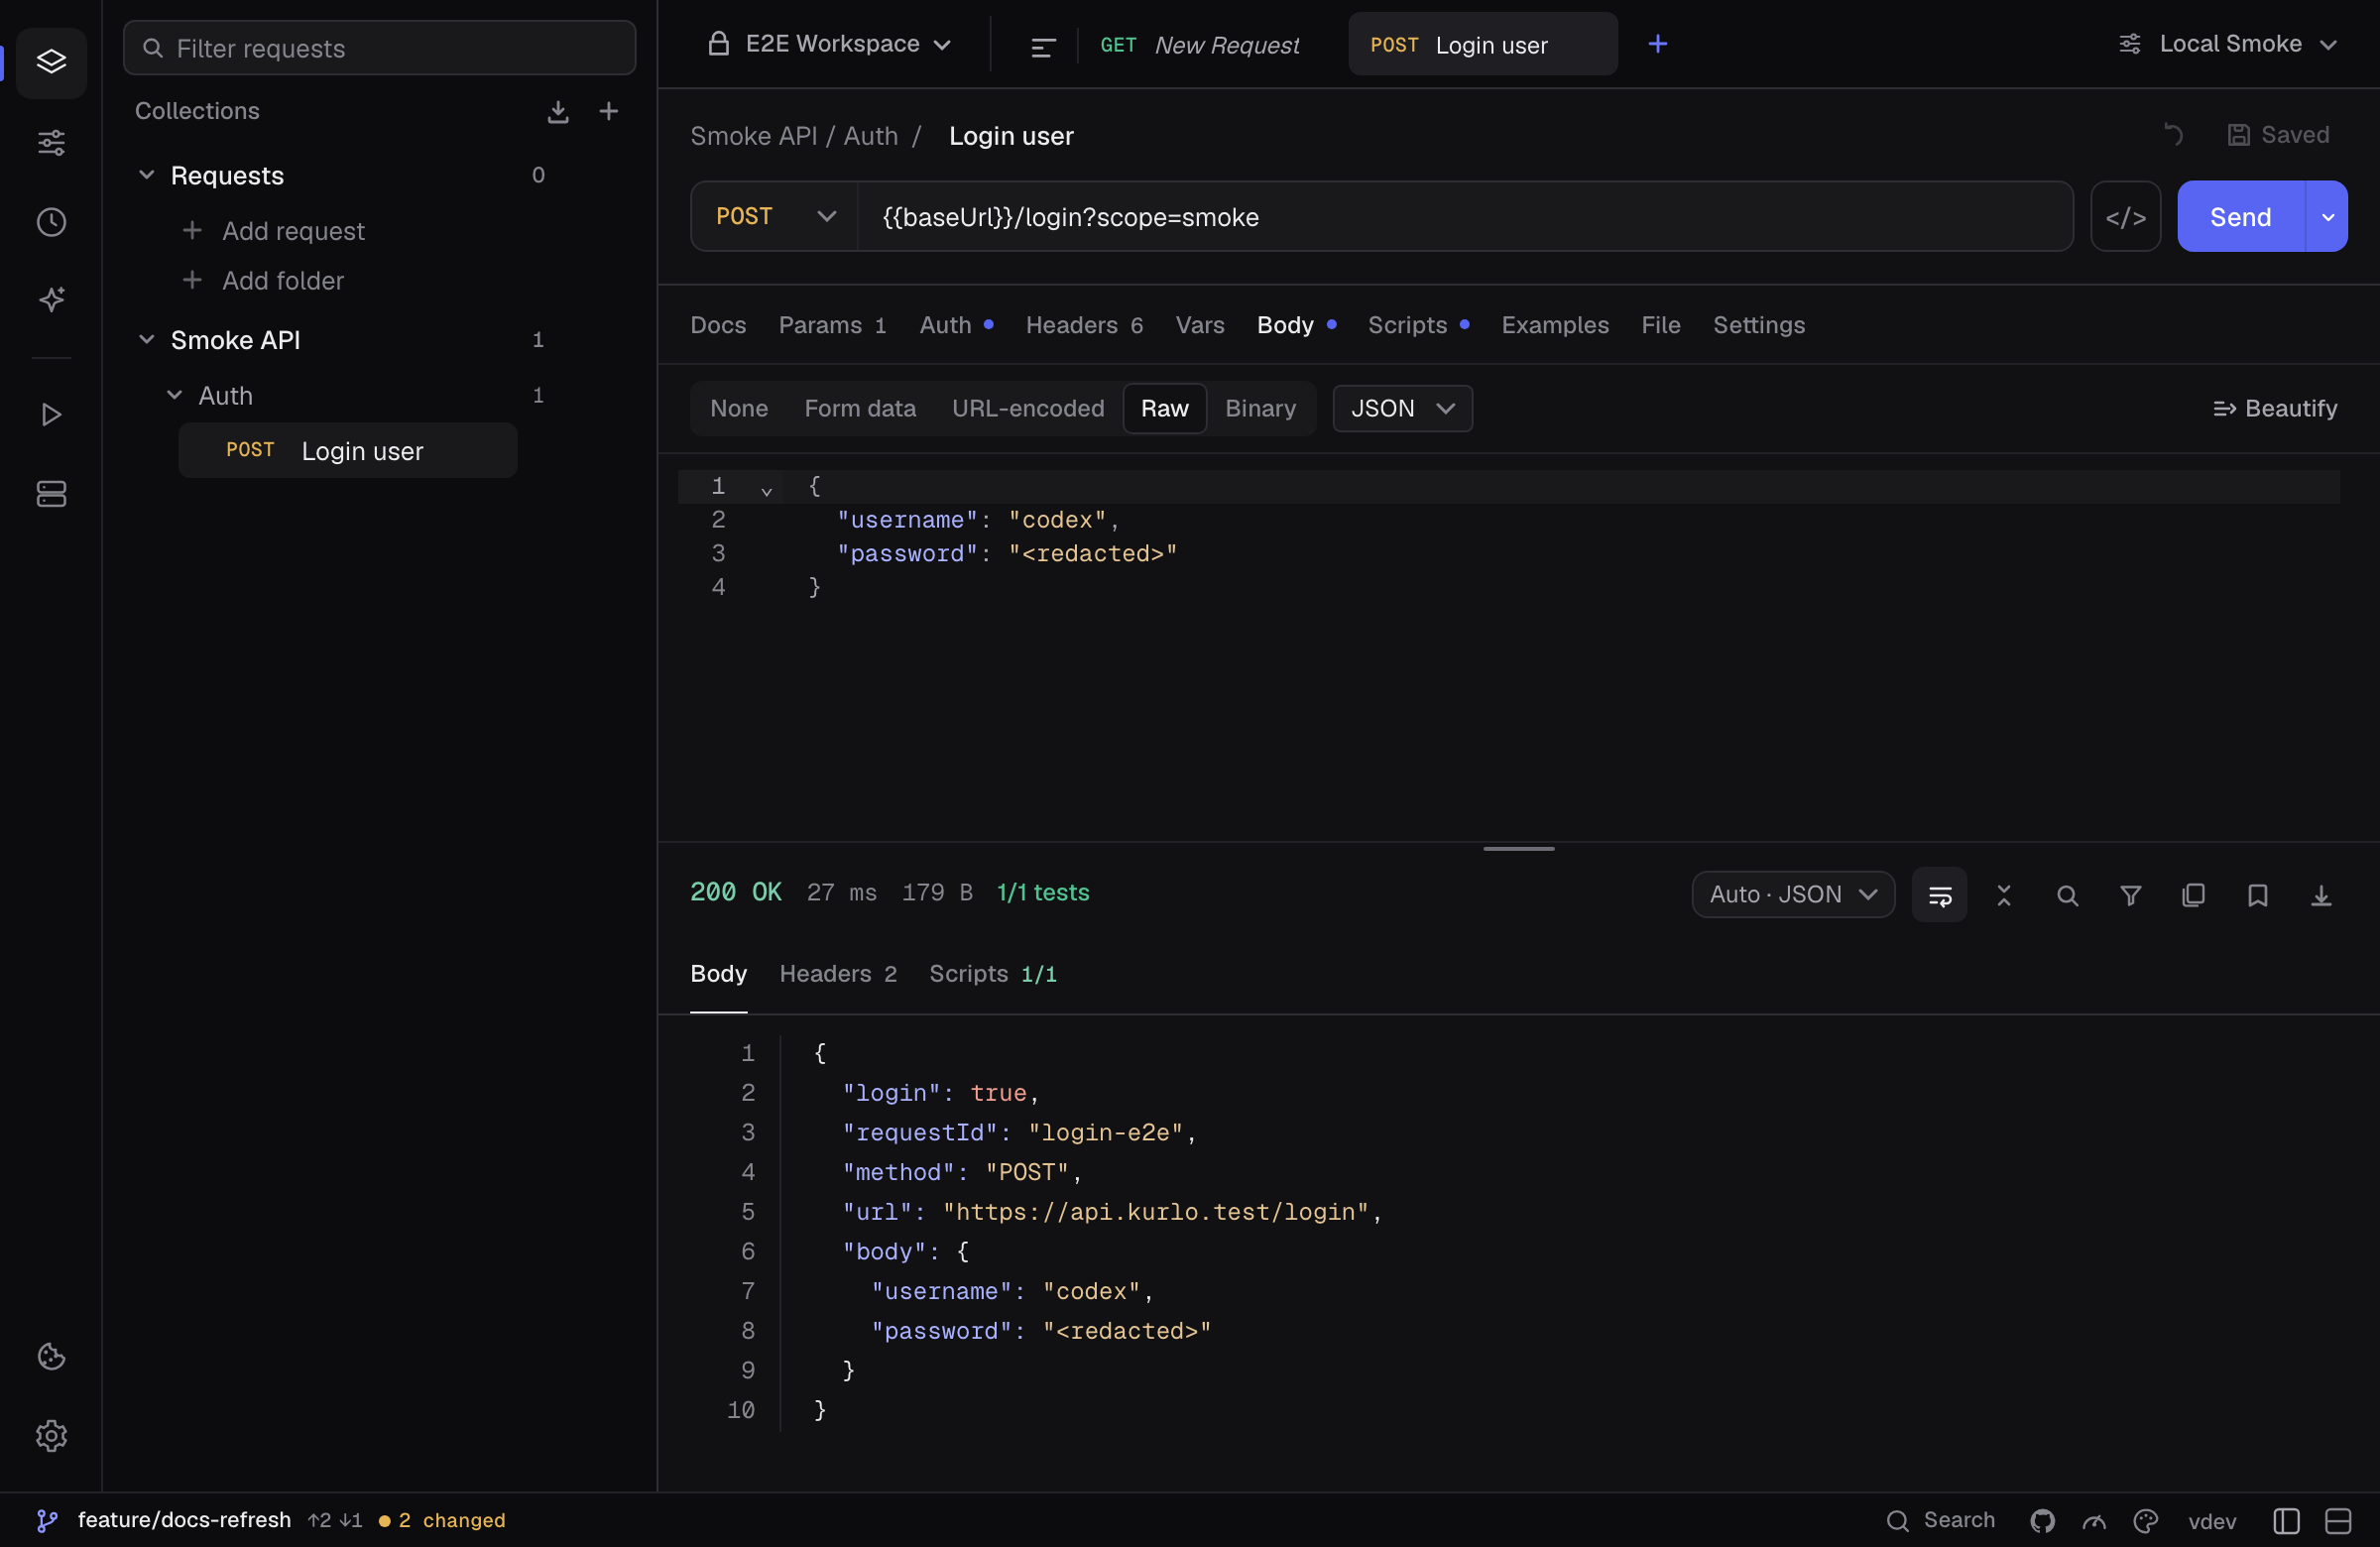 Filter requests
Collections
Requests 0
Add request
Add folder
Smoke API 1
Auth 1
POST Login user
E2E Workspace
GET New Request
POST Login user
Local Smoke
Smoke API / Auth / Login user
Saved
POST {{baseUrl}}/login?scope=smoke
</>
Send
Docs Params 1 Auth Headers 6 Vars Body Scripts Examples File Settings
None Form data URL-encoded Raw Binary JSON
Beautify
1 {
2 "username": "codex",
3 "password": "<redacted>"
4 }
200 OK 27 ms 179 B 1/1 tests
Auto · JSON
Body Headers 2 Scripts 1/1
1 {
2 "login": true,
3 "requestId": "login-e2e",
4 "method": "POST",
5 "url": "https://api.kurlo.test/login",
6 "body": {
7 "username": "codex",
8 "password": "<redacted>"
9 }
10 }
feature/docs-refresh ↑2 ↓1 2 changed
Search
vdev